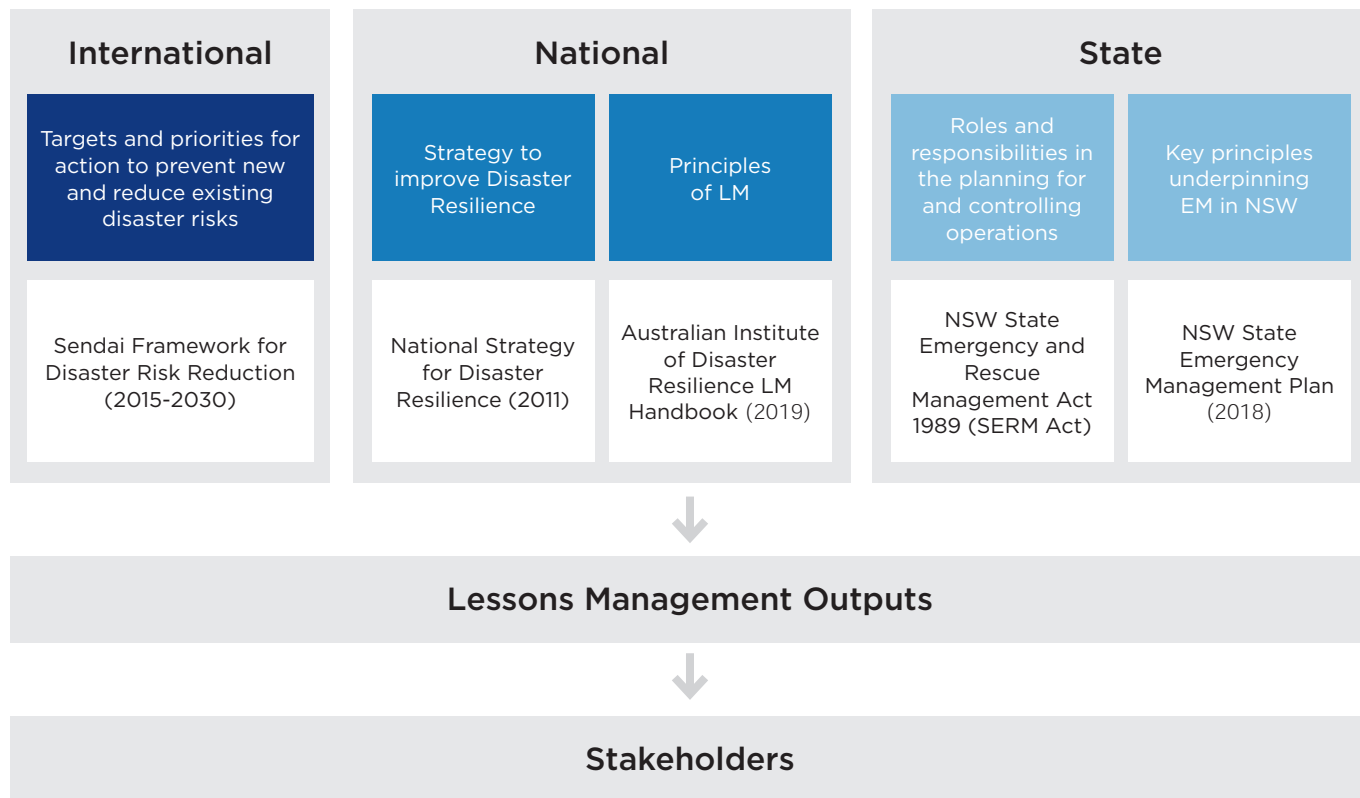 International
Targets and priorities for
action to prevent new
and reduce existing
disaster risks
Sendai Framework for
Disaster Risk Reduction
(2015-2030)
National
Strategy to
improve Disaster
Resilience
National Strategy
for Disaster
Resilience (2011)
Principles
of LM
Australian Institute
of Disaster
Resilience LM
Handbook (2019)
State
Roles and
responsibilities in
the planning for
and controlling
operations
NSW State
Emergency and
Rescue
Management Act
1989 (SERM Act)
Key principles
underpinning
EM in NSW
NSW State
Emergency
Management Plan
(2018)
Lessons Management Outputs
Stakeholders